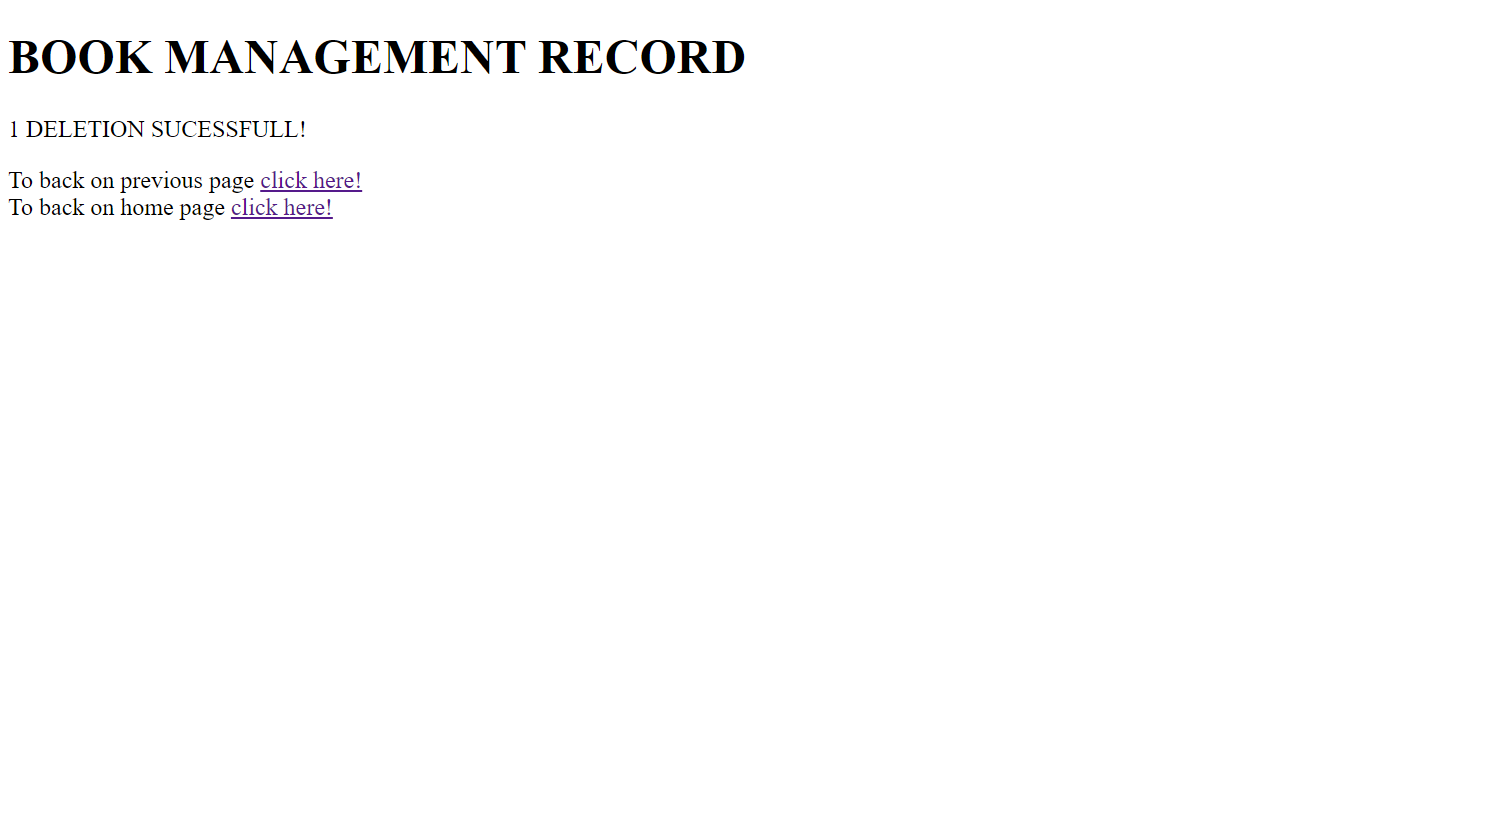 BOOK MANAGEMENT RECORD
1 DELETION SUCESSFULL!
To back on previous page click here!
To back on home page click here!